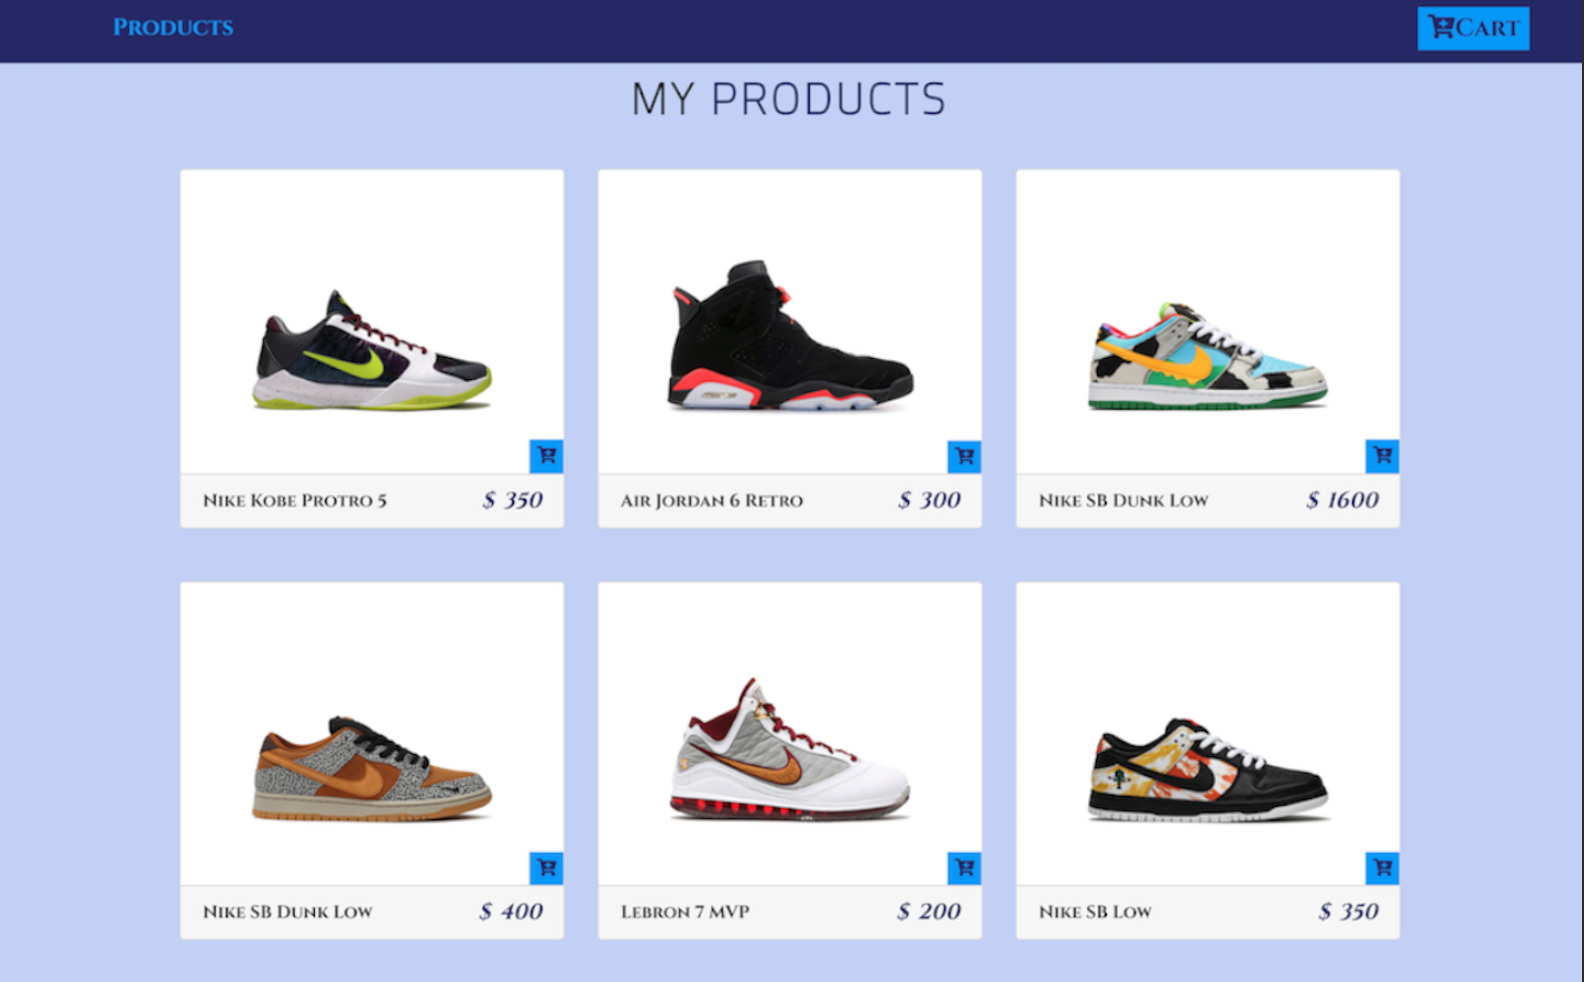 Products
Cart
MY PRODUCTS
Nike Kobe Protro 5 $ 350
Air Jordan 6 Retro $ 300
Nike SB Dunk Low $ 1600
Nike SB Dunk Low $ 400
Lebron 7 MVP $ 200
Nike SB Low $ 350